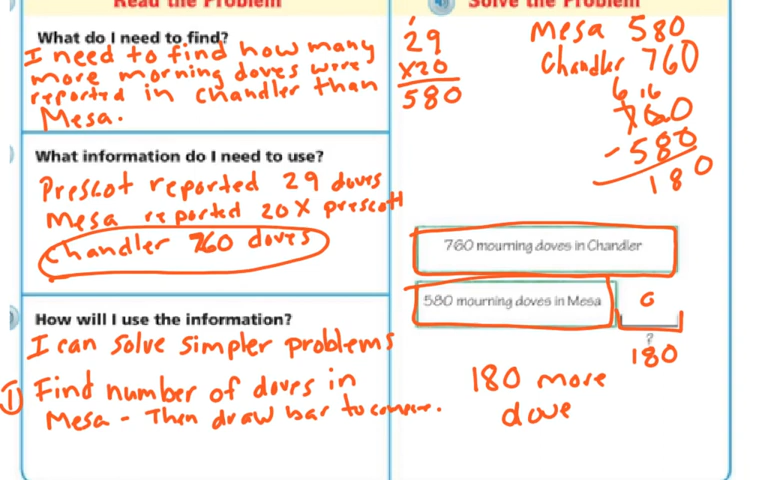 Read the Problem
What do I need to find?
I need to find how many
more morning doves were
reported in Chandler than
Mesa.
What information do I need to use?
Prescot reported 29 doves
Mesa reported 20 X prescott
Chandler 760 doves
How will I use the information?
I can solve simpler problems
① Find number of doves in
Mesa - Then draw bar to compare.
Solve the Problem
1
29
x20
580
Mesa 580
Chandler 760
6 16
760
- 580
180
760 mourning doves in Chandler
580 mourning doves in Mesa
?
180
180 more
dove